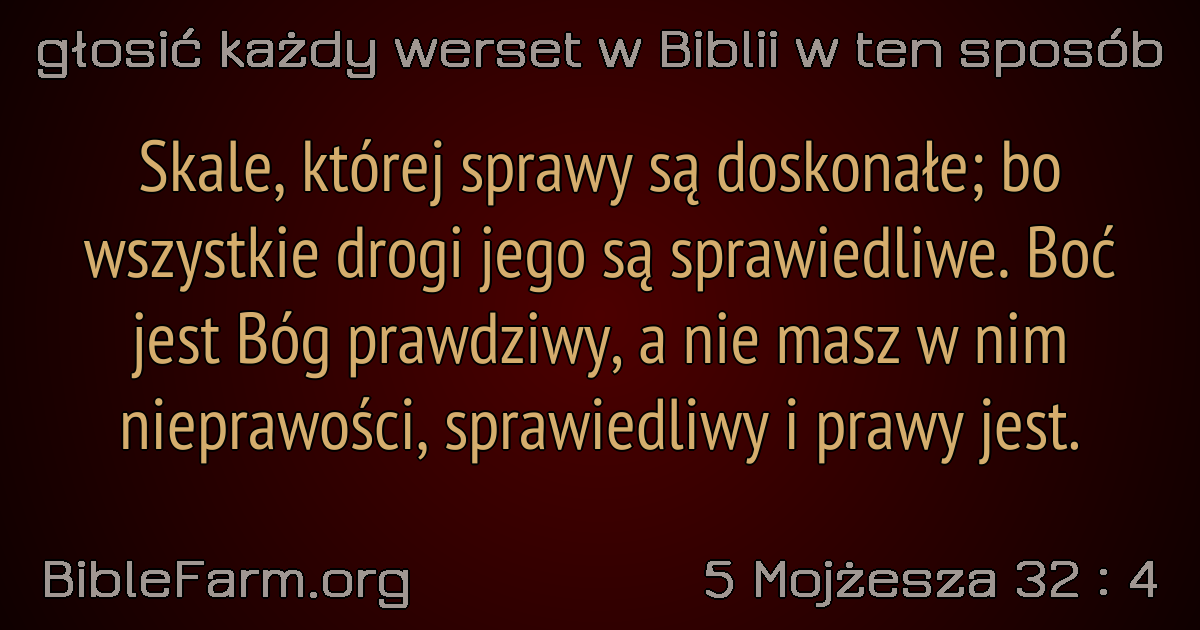 głosić każdy werset w Biblii w ten sposób
Skale, której sprawy są doskonałe; bo
wszystkie drogi jego są sprawiedliwe. Boć
jest Bóg prawdziwy, a nie masz w nim
nieprawości, sprawiedliwy i prawy jest.
BibleFarm.org
5 Mojżesza 32 : 4